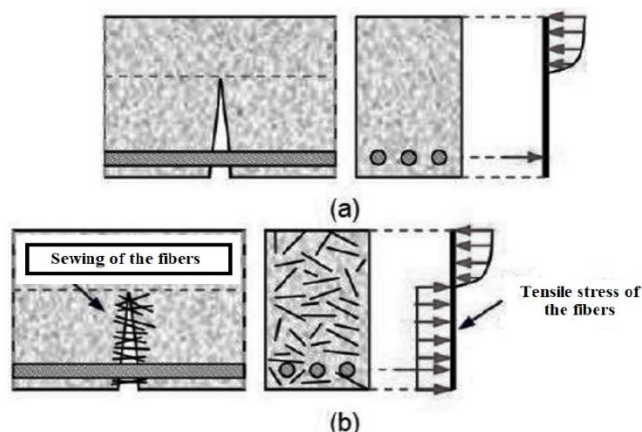 (a)
Sewing of the fibers
Tensile stress of
the fibers
(b)